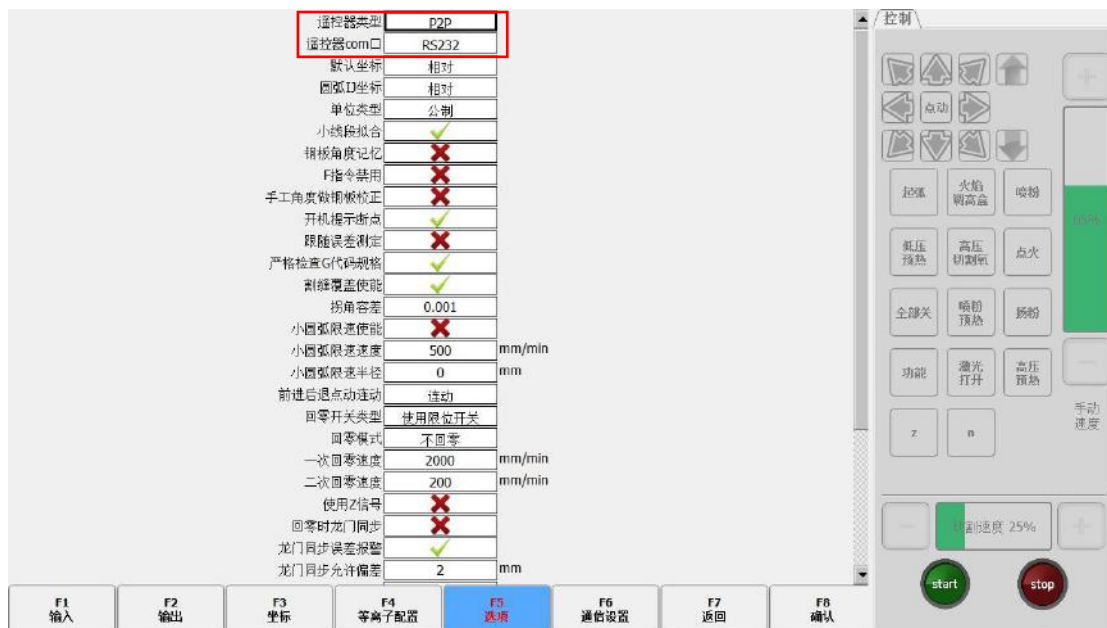 遥控器类型 P2P
遥控器com口 RS232
默认坐标 相对
圆弧IJ坐标 相对
单位类型 公制
小线段拟合
钢板角度记忆
F指令禁用
手工角度做钢板校正
开机提示断点
跟随误差测定
严格检查G代码规格
割缝覆盖使能
拐角容差 0.001
小圆弧限速使能
小圆弧限速速度 500 mm/min
小圆弧限速半径 0 mm
前进后退点动连动 连动
回零开关类型 使用限位开关
回零模式 不回零
一次回零速度 2000 mm/min
二次回零速度 200 mm/min
使用Z信号
回零时龙门同步
龙门同步误差报警
龙门同步允许偏差 2 mm
控制
点动
起弧 火焰调高盒 喷粉
低压预热 高压切割氧 点火
全部关 喷粉预热 扬粉
功能 激光打开 高压预热
z n
手动速度
切割速度 25%
start stop
F1 输入 F2 输出 F3 坐标 F4 等离子配置 F5 选项 F6 通信设置 F7 返回 F8 确认